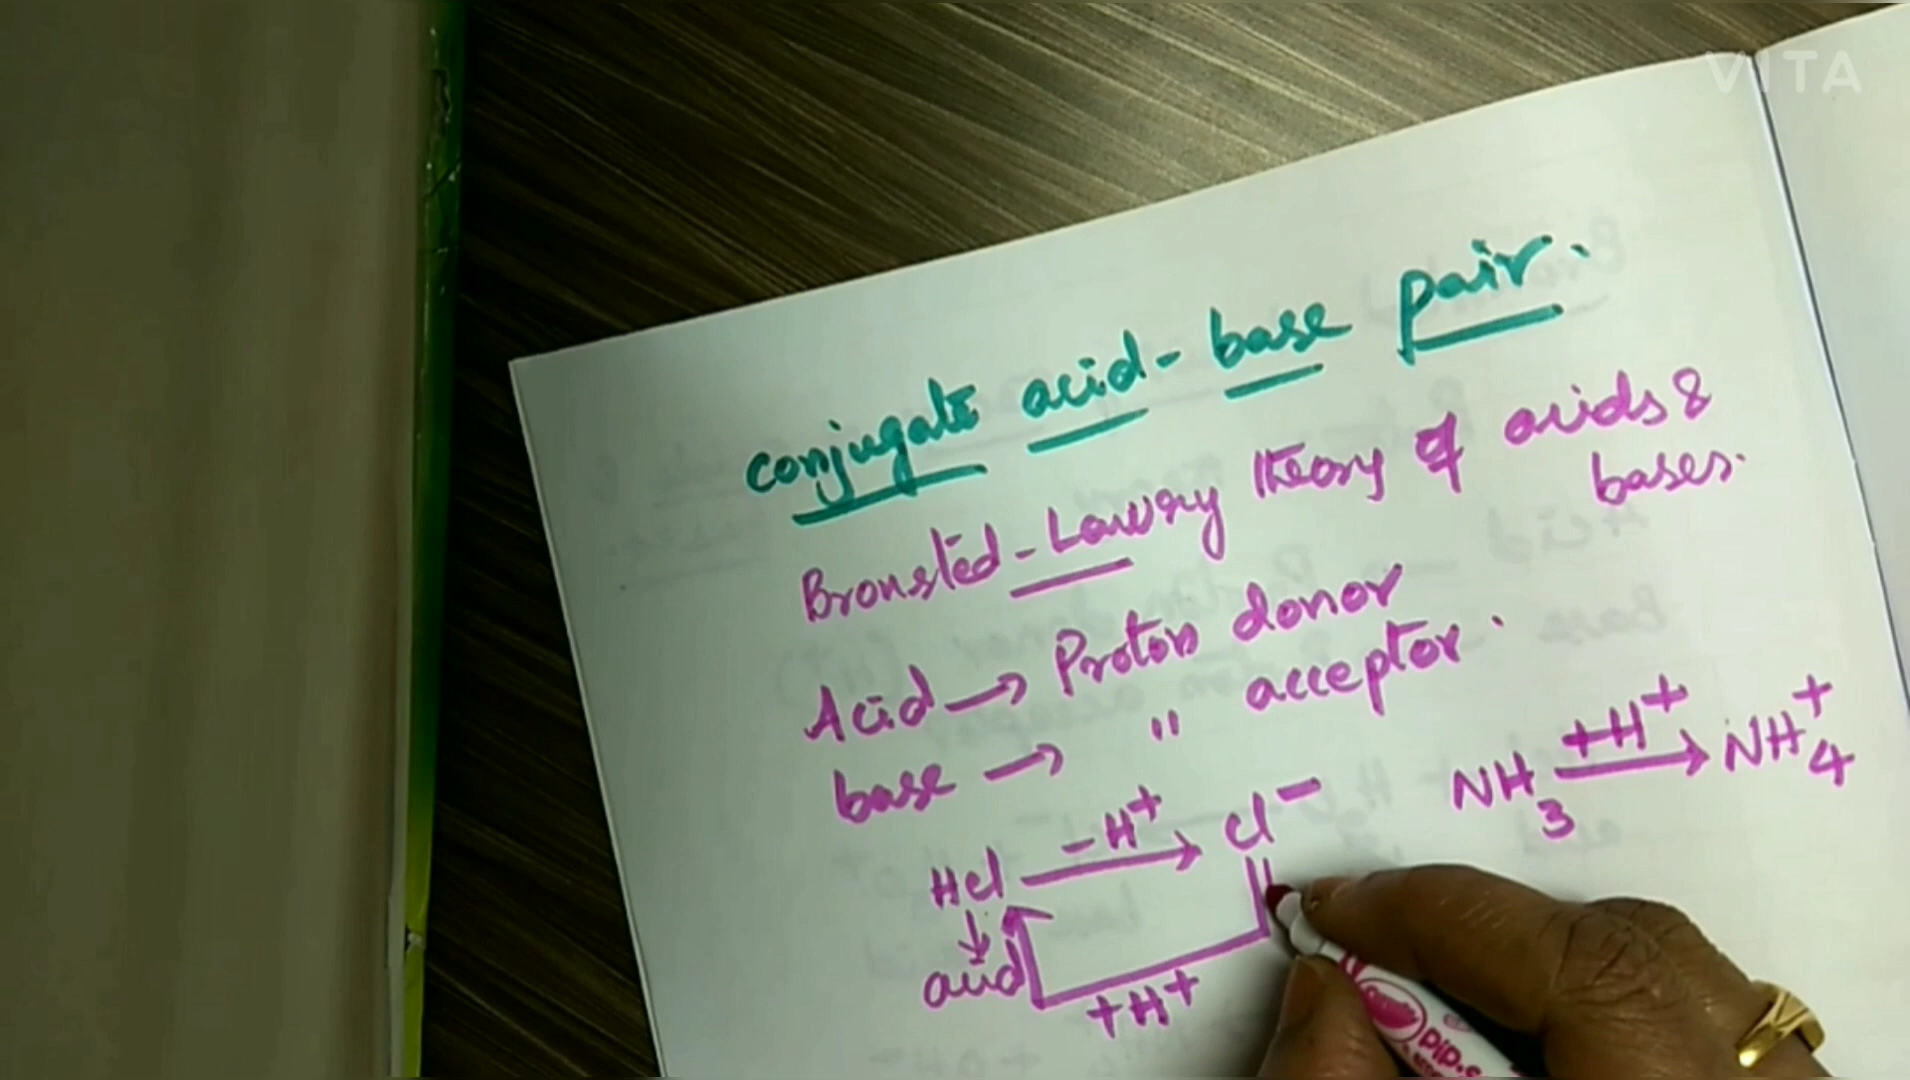 VITA
conjugate acid-base pair.
Bronsted-Lowry theory of acids &
bases.
Acid → Proton donor
base → " acceptor.
HCl -H⁺→ Cl⁻
NH₃ +H⁺→ NH₄⁺
↓
acid
+H⁺
pip.s